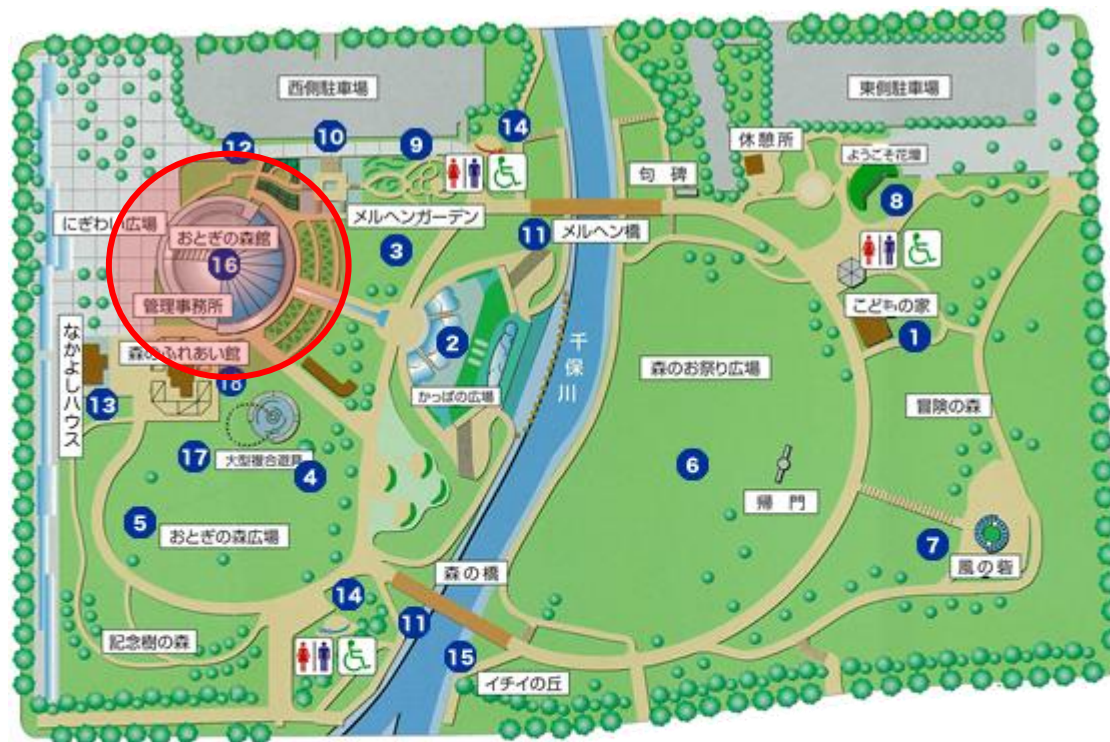 西側駐車場
東側駐車場
10
14
12
9
休憩所
ようこそ花壇
句碑
8
にぎわい広場
おとぎの森館
メルヘンガーデン
11
メルヘン橋
3
16
管理事務所
こどもの家
2
1
千保川
森のふれあい館
森のお祭り広場
なかよしハウス
18
かっぱの広場
13
冒険の森
17
大型複合遊具
4
6
帰門
5
おとぎの森広場
7
風の砦
森の橋
14
11
記念樹の森
15
イチイの丘